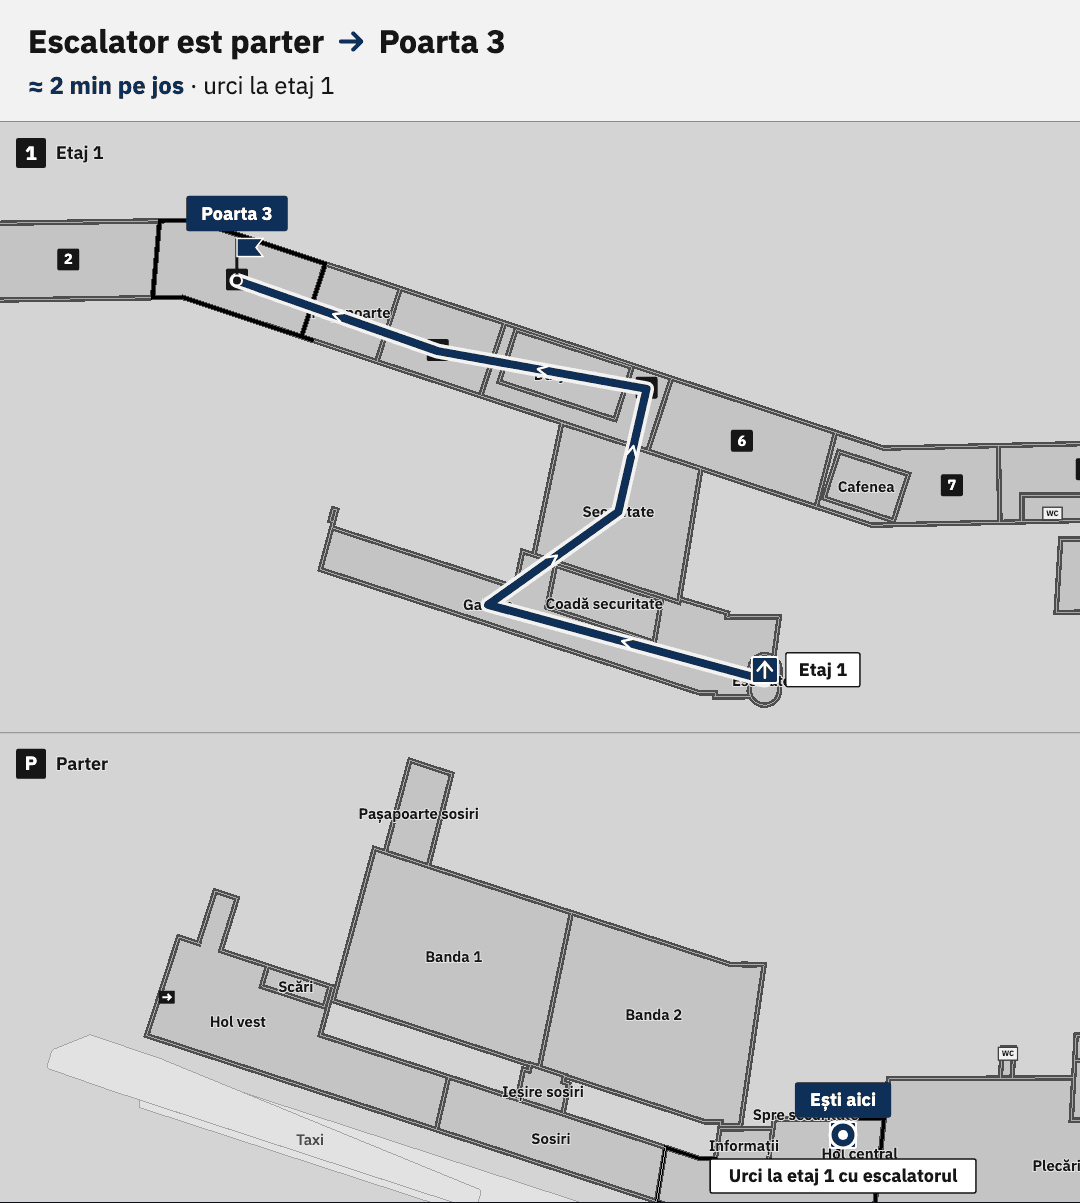 Escalator est parter → Poarta 3
≈ 2 min pe jos · urci la etaj 1
1 Etaj 1
Poarta 3
2
6
Cafenea
7
WC
Coadă securitate
Etaj 1
P Parter
Pașapoarte sosiri
Banda 1
Banda 2
Scări
Hol vest
WC
Ieșire sosiri
Ești aici
Taxi
Sosiri
Informații
Hol central
Plecări
Urci la etaj 1 cu escalatorul